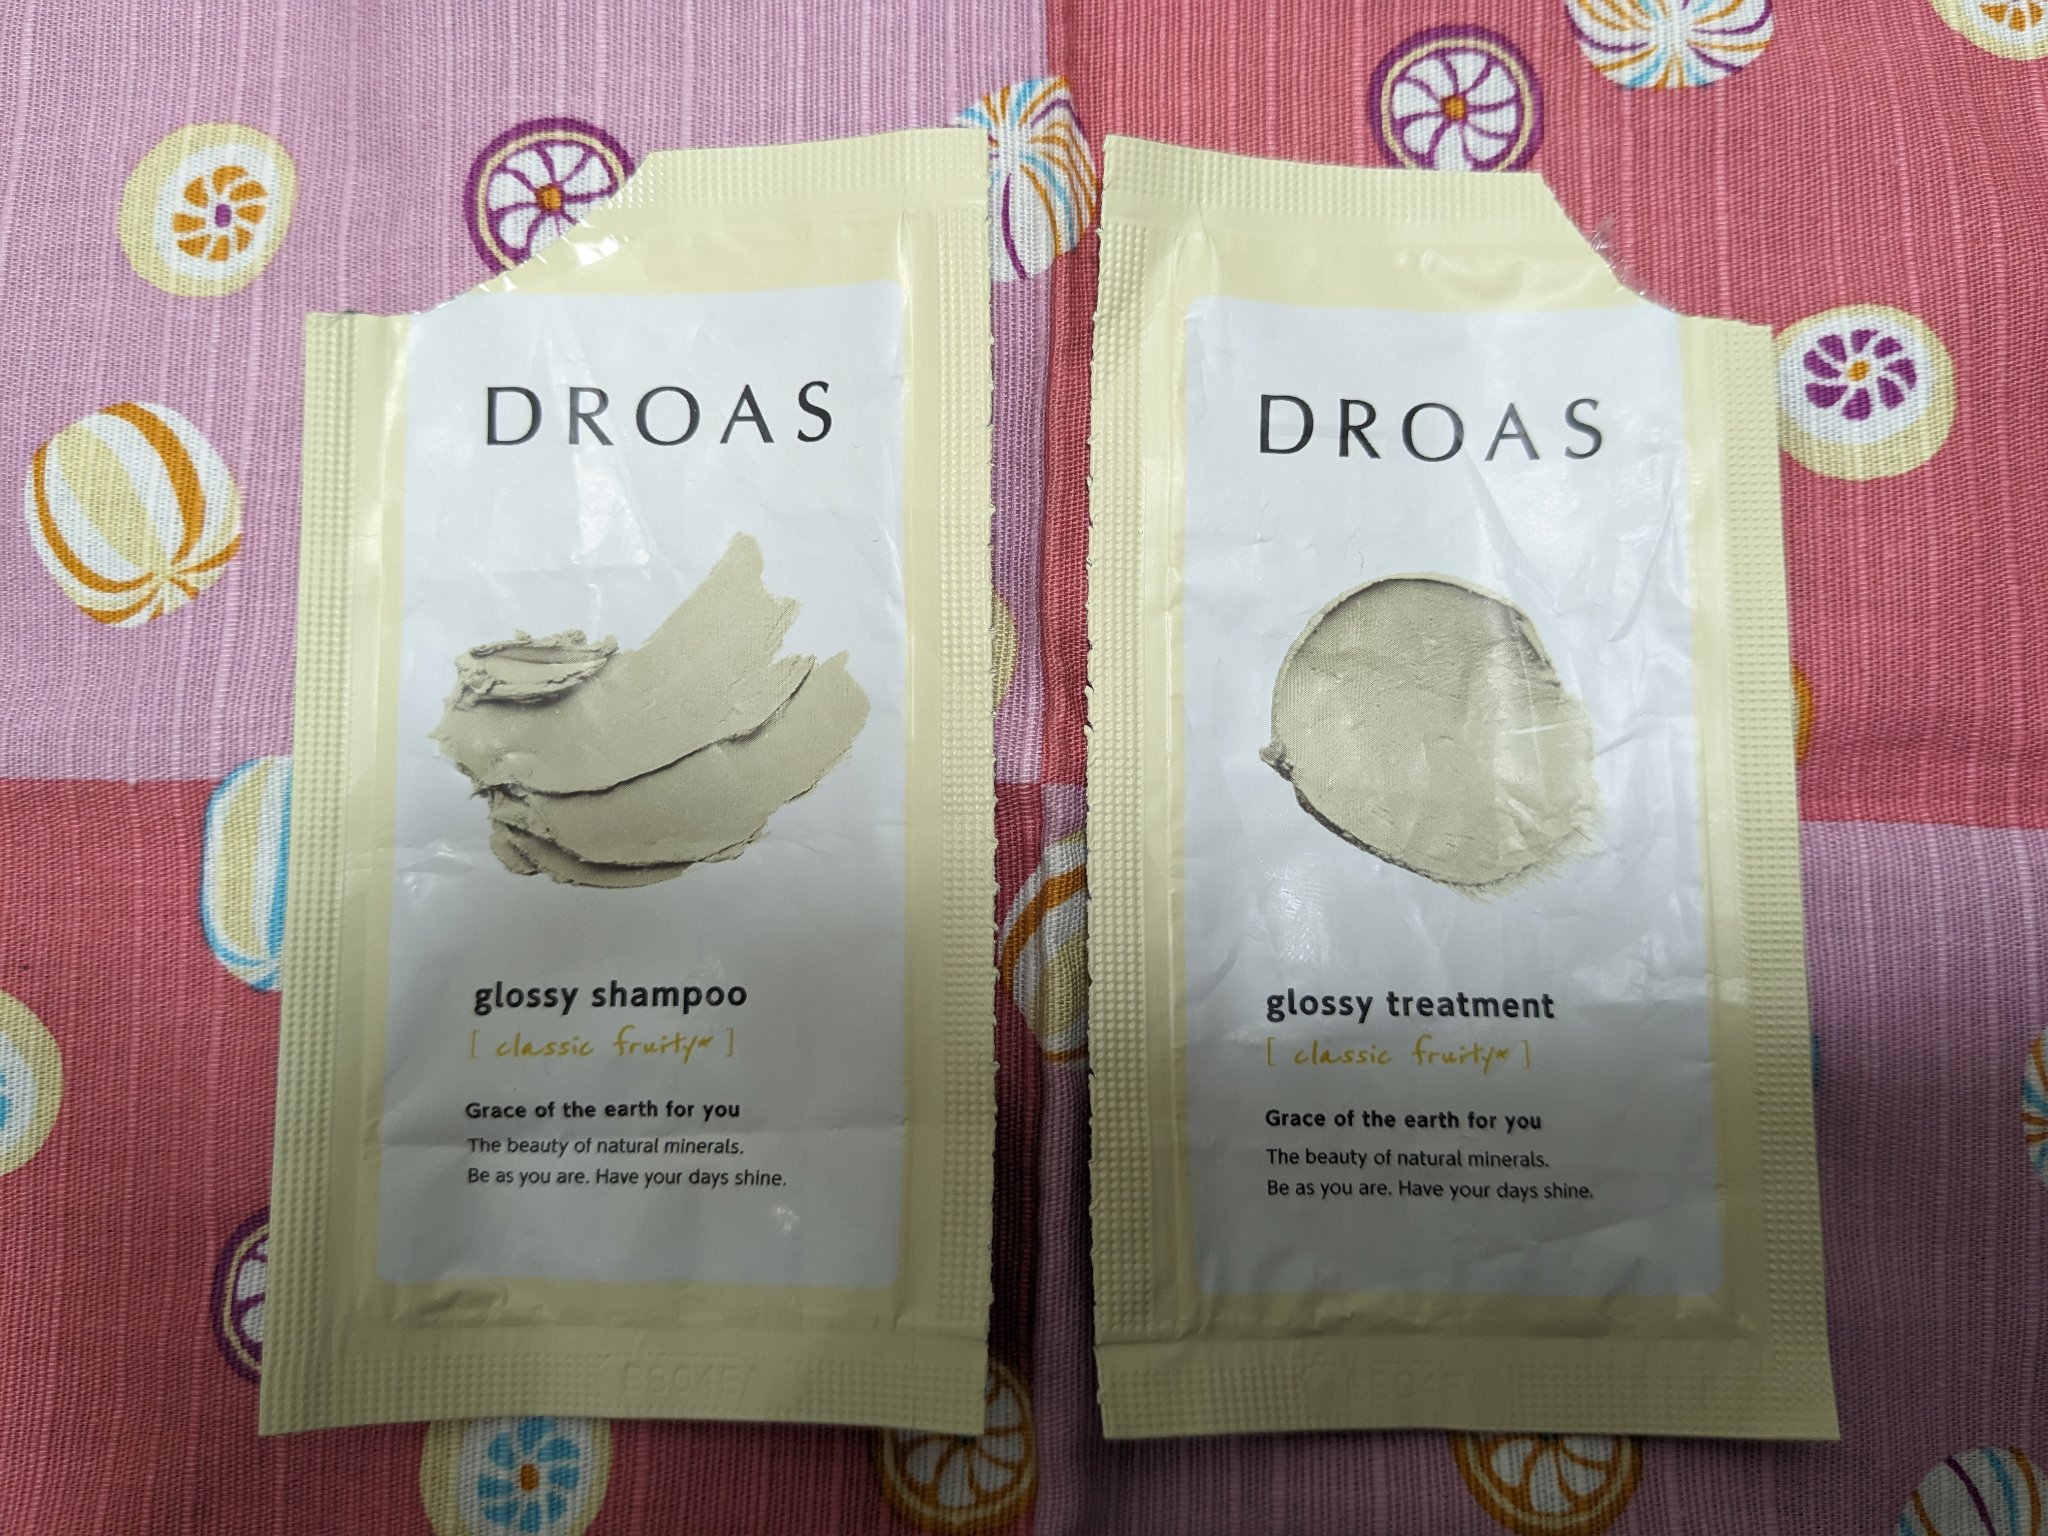 DROAS
glossy shampoo
[ classic fruity* ]
Grace of the earth for you
The beauty of natural minerals.
Be as you are. Have your days shine.
DROAS
glossy treatment
[ classic fruity* ]
Grace of the earth for you
The beauty of natural minerals.
Be as you are. Have your days shine.